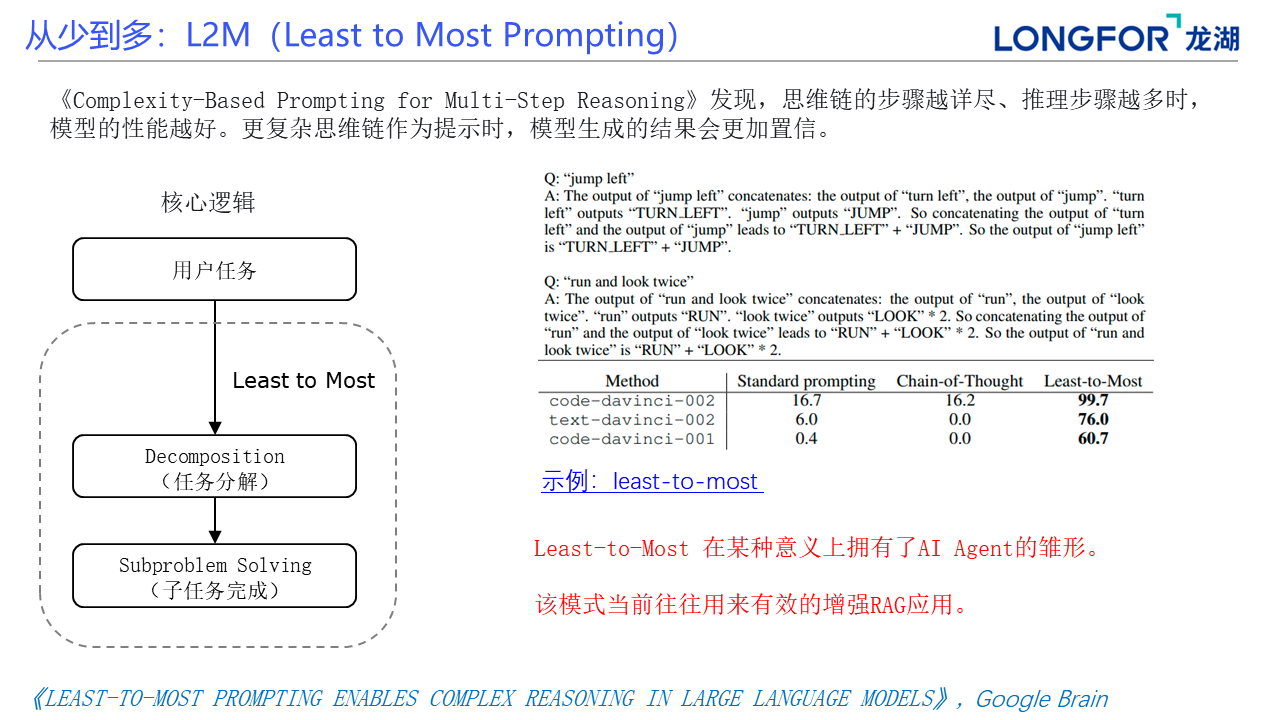 从少到多：L2M（Least to Most Prompting）
LONGFOR 龙湖
《Complexity-Based Prompting for Multi-Step Reasoning》发现，思维链的步骤越详尽、推理步骤越多时，
模型的性能越好。更复杂思维链作为提示时，模型生成的结果会更加置信。
核心逻辑
用户任务
Least to Most
Decomposition
（任务分解）
Subproblem Solving
（子任务完成）
Q: “jump left”
A: The output of “jump left” concatenates: the output of “turn left”, the output of “jump”. “turn
left” outputs “TURN_LEFT”. “jump” outputs “JUMP”. So concatenating the output of “turn
left” and the output of “jump” leads to “TURN_LEFT” + “JUMP”. So the output of “jump left”
is “TURN_LEFT” + “JUMP”.
Q: “run and look twice”
A: The output of “run and look twice” concatenates: the output of “run”, the output of “look
twice”. “run” outputs “RUN”. “look twice” outputs “LOOK” * 2. So concatenating the output of
“run” and the output of “look twice” leads to “RUN” + “LOOK” * 2. So the output of “run and
look twice” is “RUN” + “LOOK” * 2.
Method Standard prompting Chain-of-Thought Least-to-Most
code-davinci-002 16.7 16.2 99.7
text-davinci-002 6.0 0.0 76.0
code-davinci-001 0.4 0.0 60.7
示例：least-to-most
Least-to-Most 在某种意义上拥有了AI Agent的雏形。
该模式当前往往用来有效的增强RAG应用。
《LEAST-TO-MOST PROMPTING ENABLES COMPLEX REASONING IN LARGE LANGUAGE MODELS》，Google Brain